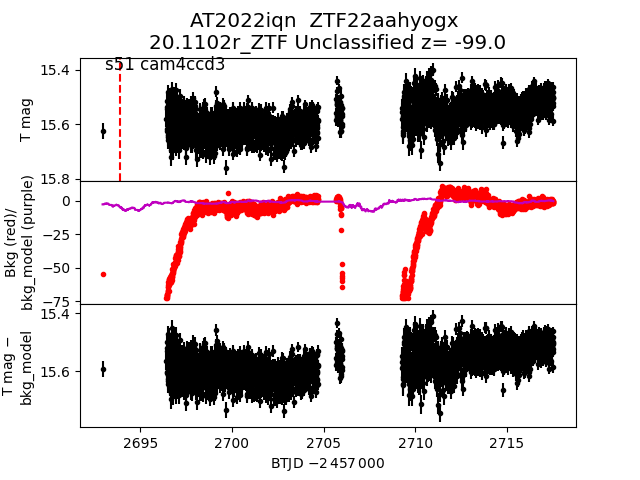 AT2022iqn  ZTF22aahyogx
20.1102r_ZTF Unclassified z= -99.0
s51 cam4ccd3
15.4
15.6
15.8
T mag
0
−25
−50
−75
Bkg (red)/
bkg_model (purple)
15.4
15.6
T mag −
bkg_model
2695
2700
2705
2710
2715
BTJD −2 457 000